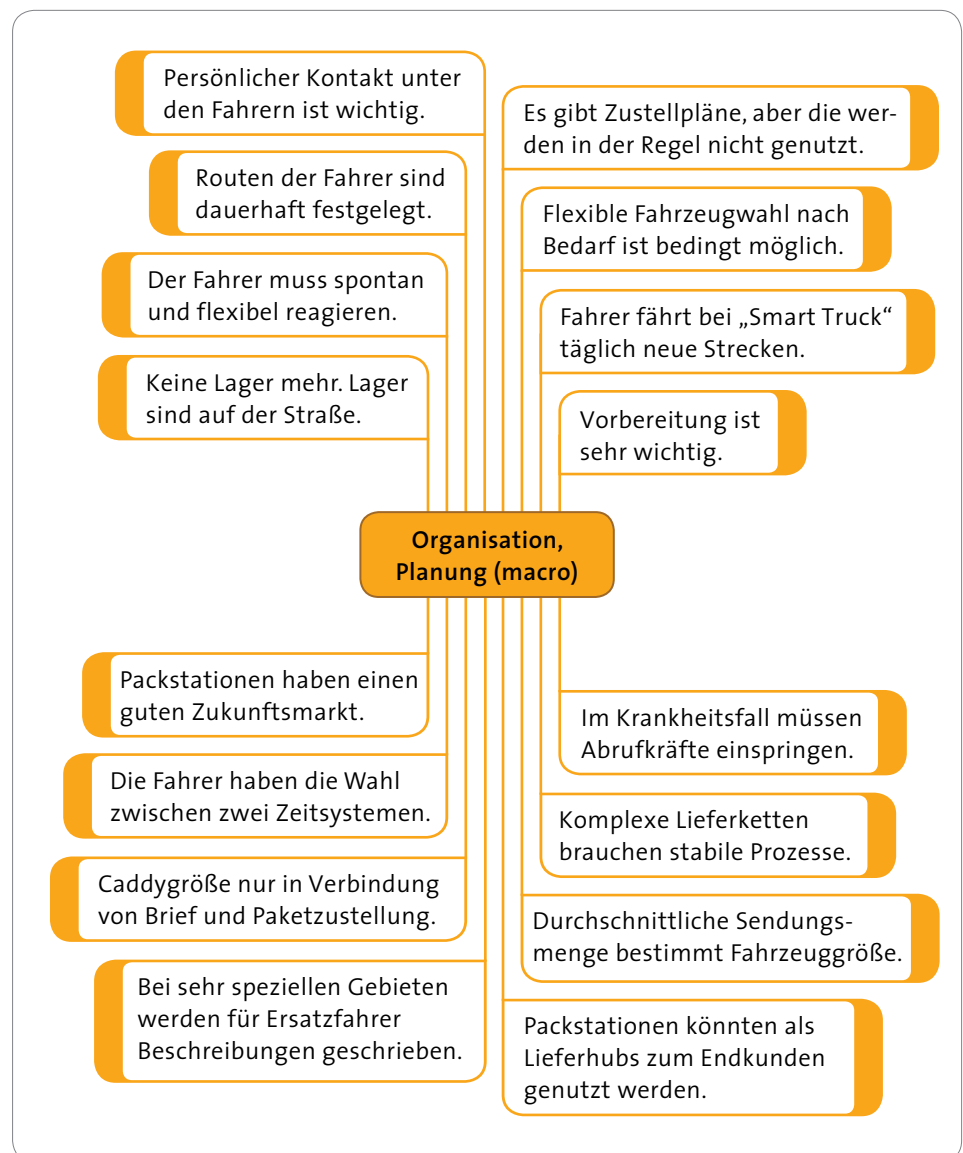 Persönlicher Kontakt unter
den Fahrern ist wichtig.
Routen der Fahrer sind
dauerhaft festgelegt.
Der Fahrer muss spontan
und flexibel reagieren.
Keine Lager mehr. Lager
sind auf der Straße.
Es gibt Zustellpläne, aber die wer-
den in der Regel nicht genutzt.
Flexible Fahrzeugwahl nach
Bedarf ist bedingt möglich.
Fahrer fährt bei „Smart Truck“
täglich neue Strecken.
Vorbereitung ist
sehr wichtig.
Organisation,
Planung (macro)
Packstationen haben einen
guten Zukunftsmarkt.
Die Fahrer haben die Wahl
zwischen zwei Zeitsystemen.
Caddygröße nur in Verbindung
von Brief und Paketzustellung.
Bei sehr speziellen Gebieten
werden für Ersatzfahrer
Beschreibungen geschrieben.
Im Krankheitsfall müssen
Abrufkräfte einspringen.
Komplexe Lieferketten
brauchen stabile Prozesse.
Durchschnittliche Sendungs-
menge bestimmt Fahrzeuggröße.
Packstationen könnten als
Lieferhubs zum Endkunden
genutzt werden.